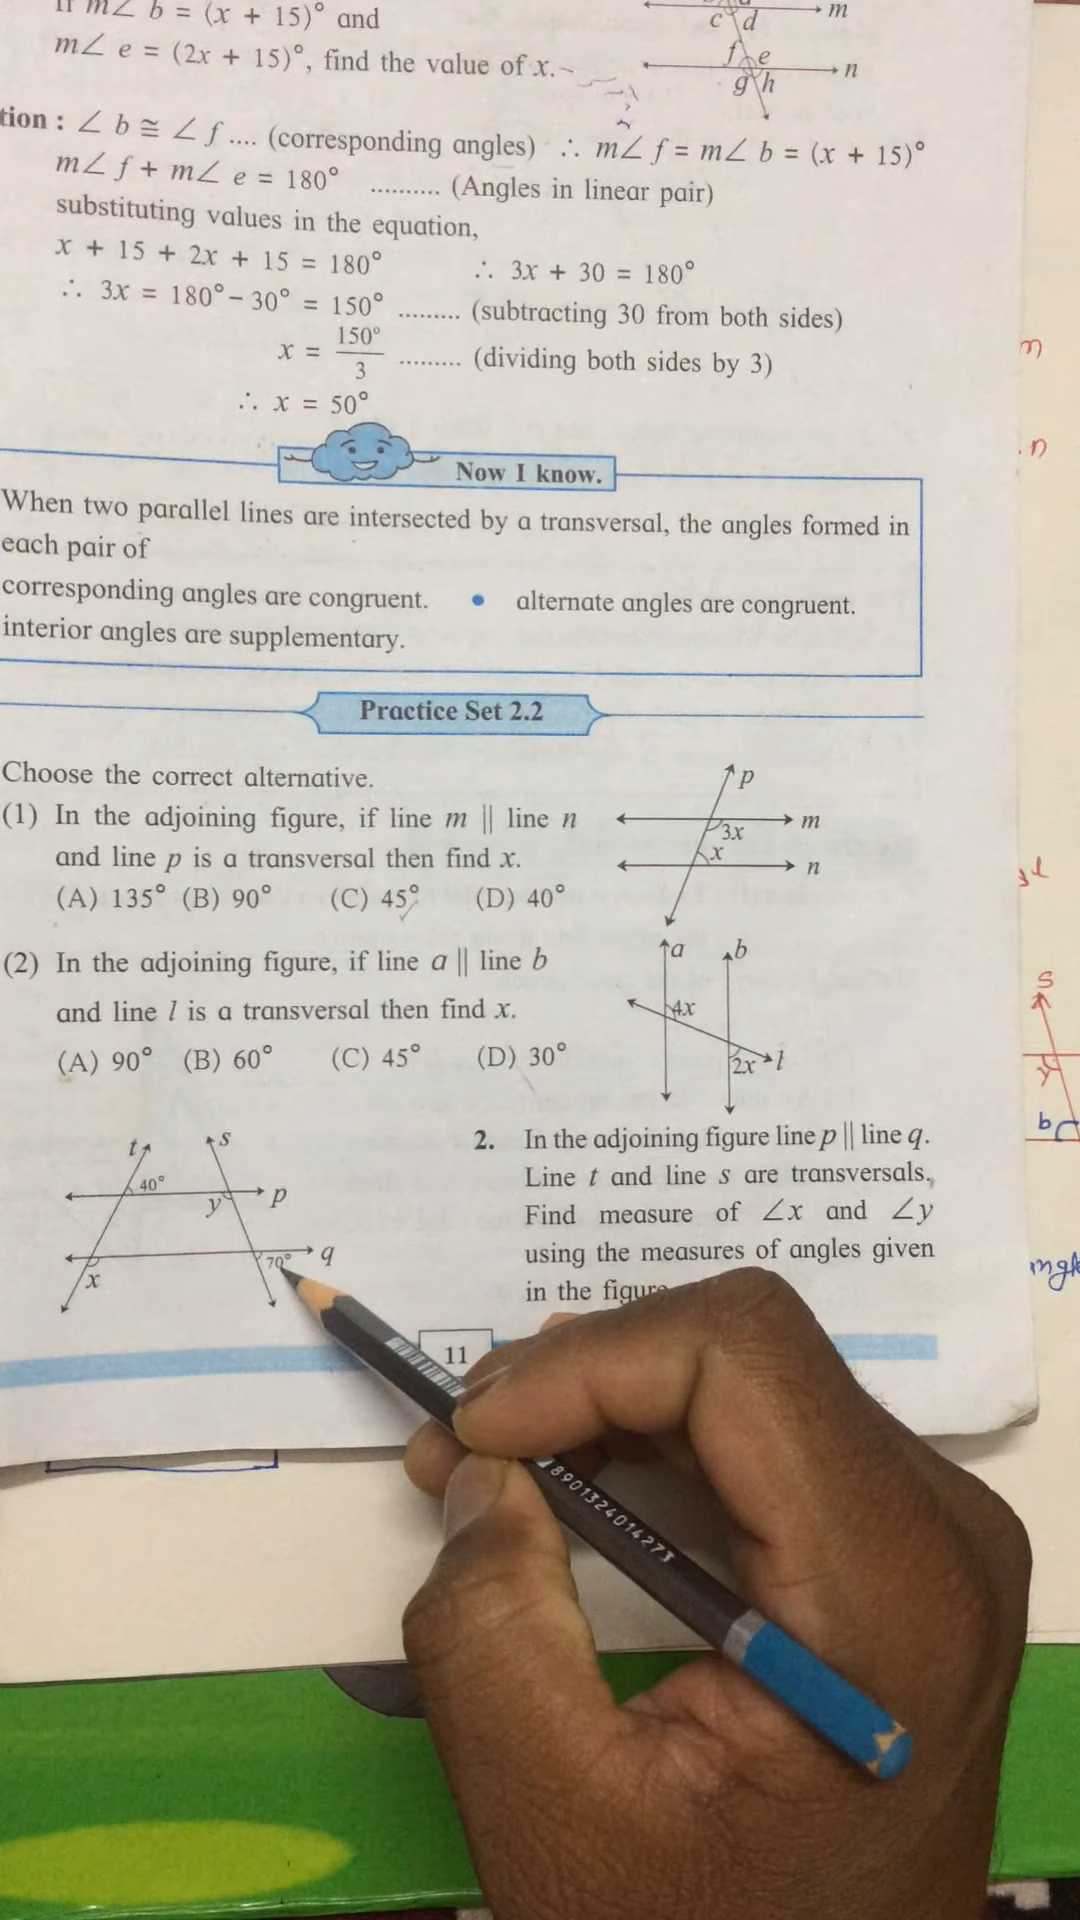 If m∠ b = (x + 15)° and
m∠ e = (2x + 15)°, find the value of x.
c d m
f e
n
g h
tion : ∠ b ≅ ∠ f .... (corresponding angles) ∴ m∠ f = m∠ b = (x + 15)°
m∠ f + m∠ e = 180° .......... (Angles in linear pair)
substituting values in the equation,
x + 15 + 2x + 15 = 180° ∴ 3x + 30 = 180°
∴ 3x = 180° – 30° = 150° ......... (subtracting 30 from both sides)
x = 150°/3 ......... (dividing both sides by 3)
∴ x = 50°
Now I know.
When two parallel lines are intersected by a transversal, the angles formed in
each pair of
corresponding angles are congruent. • alternate angles are congruent.
interior angles are supplementary.
Practice Set 2.2
Choose the correct alternative.
(1) In the adjoining figure, if line m || line n
and line p is a transversal then find x.
(A) 135° (B) 90° (C) 45° (D) 40°
p
m
3x
x
n
(2) In the adjoining figure, if line a || line b
and line l is a transversal then find x.
(A) 90° (B) 60° (C) 45° (D) 30°
a b
4x
2x l
t s
40°
y p
q
70°
x
2. In the adjoining figure line p || line q.
Line t and line s are transversals.
Find measure of ∠x and ∠y
using the measures of angles given
in the figure
11
8901324014273
m
n
s
y
b